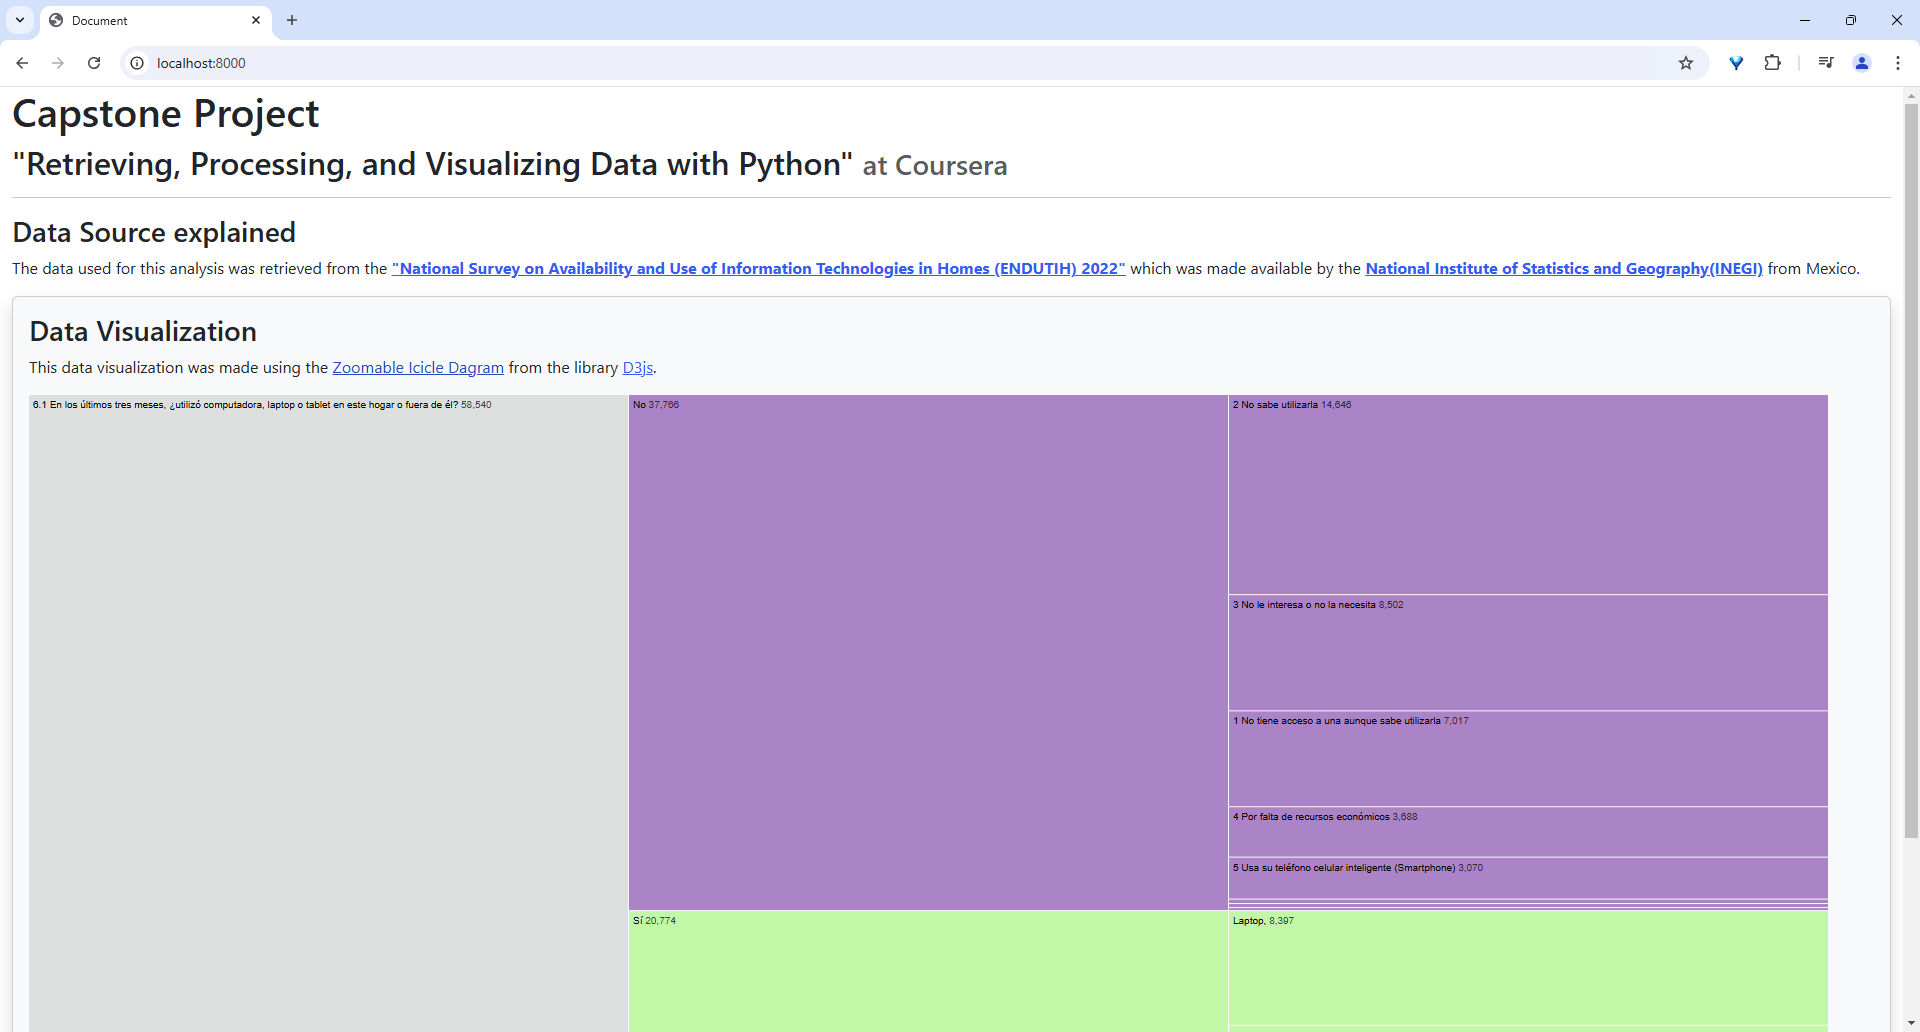 Document
localhost:8000
Capstone Project
"Retrieving, Processing, and Visualizing Data with Python" at Coursera
Data Source explained
The data used for this analysis was retrieved from the "National Survey on Availability and Use of Information Technologies in Homes (ENDUTIH) 2022" which was made available by the National Institute of Statistics and Geography(INEGI) from Mexico.
Data Visualization
This data visualization was made using the Zoomable Icicle Dagram from the library D3js.
6.1 En los últimos tres meses, ¿utilizó computadora, laptop o tablet en este hogar o fuera de él? 58,540
No 37,766
2 No sabe utilizarla 14,646
3 No le interesa o no la necesita 8,502
1 No tiene acceso a una aunque sabe utilizarla 7,017
4 Por falta de recursos económicos 3,688
5 Usa su teléfono celular inteligente (Smartphone) 3,070
Sí 20,774
Laptop, 8,397